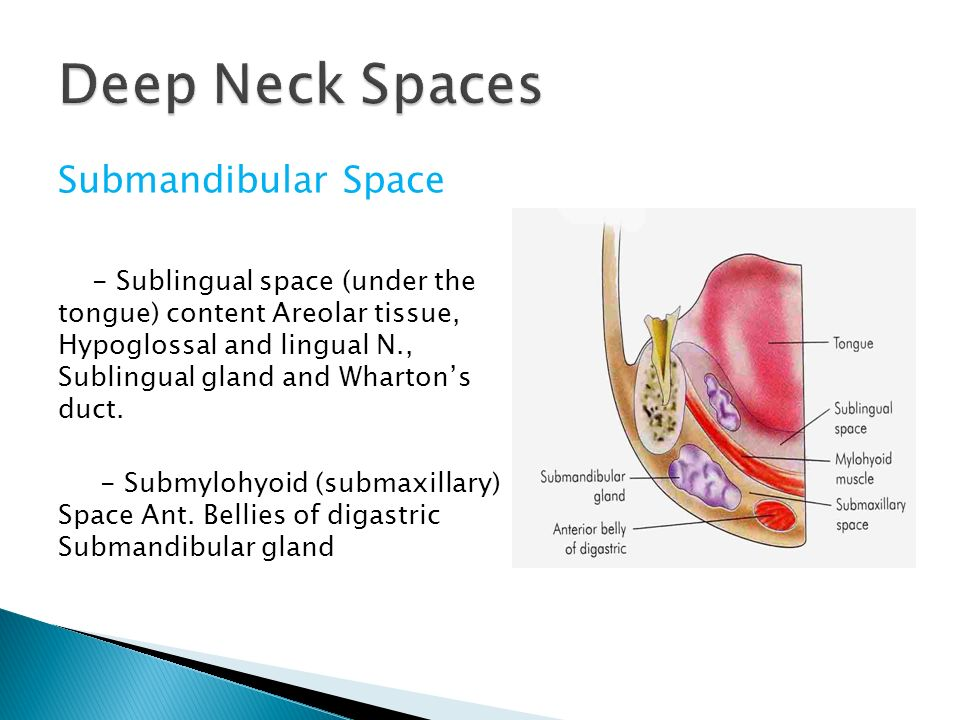 Deep Neck Spaces
Submandibular Space
- Sublingual space (under the
tongue) content Areolar tissue,
Hypoglossal and lingual N.,
Sublingual gland and Wharton’s
duct.
- Submylohyoid (submaxillary)
Space Ant. Bellies of digastric
Submandibular gland
Tongue
Sublingual
space
Mylohyoid
muscle
Submaxillary
space
Submandibular
gland
Anterior belly
of digastric